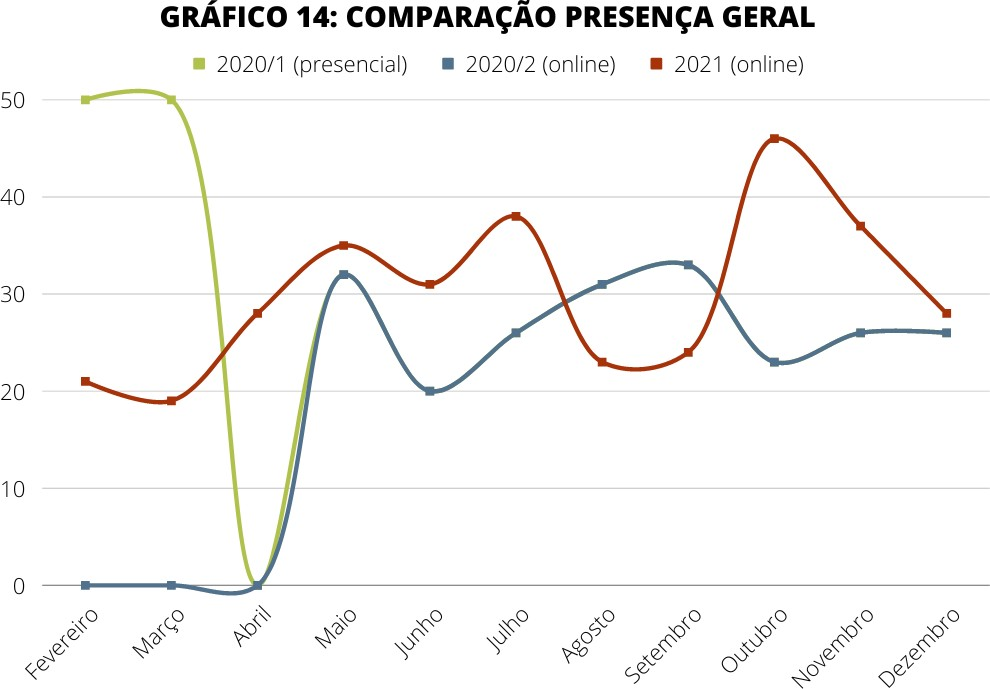 GRÁFICO 14: COMPARAÇÃO PRESENÇA GERAL
2020/1 (presencial) 2020/2 (online) 2021 (online)
50
40
30
20
10
0
Fevereiro Março Abril Maio Junho Julho Agosto Setembro Outubro Novembro Dezembro